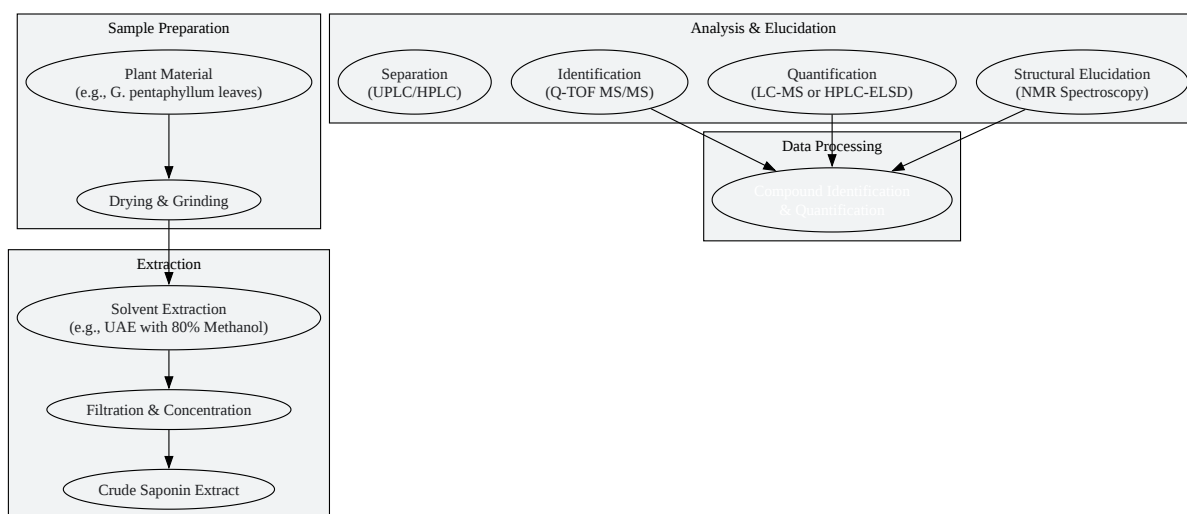 Sample Preparation
Plant Material
(e.g., G. pentaphyllum leaves)
Drying & Grinding
Extraction
Solvent Extraction
(e.g., UAE with 80% Methanol)
Filtration & Concentration
Crude Saponin Extract
Analysis & Elucidation
Separation
(UPLC/HPLC)
Identification
(Q-TOF MS/MS)
Quantification
(LC-MS or HPLC-ELSD)
Structural Elucidation
(NMR Spectroscopy)
Data Processing
Compound Identification
& Quantification